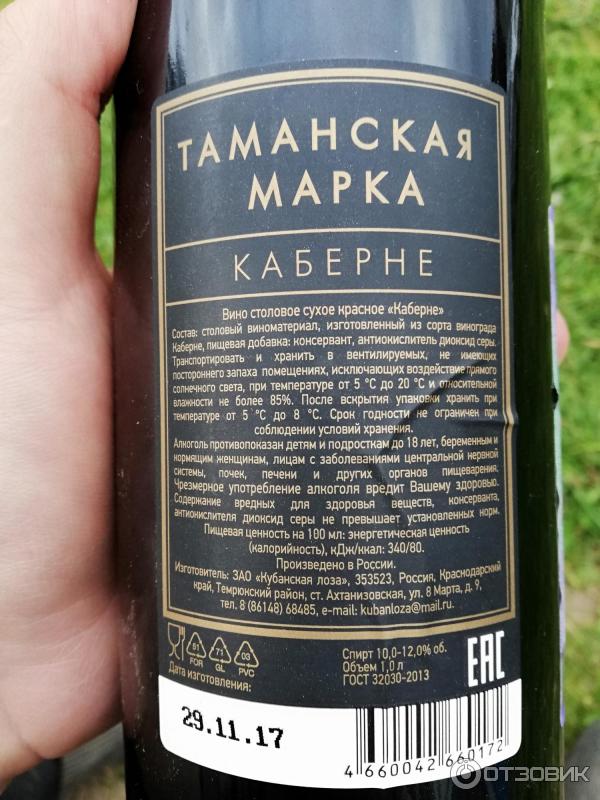 ТАМАНСКАЯ
МАРКА
КАБЕРНЕ
Вино столовое сухое красное «Каберне»
Состав: столовый виноматериал, изготовленный из сорта винограда
Каберне, пищевая добавка: консервант, антиокислитель диоксид серы.
Транспортировать и хранить в вентилируемых, не имеющих
постороннего запаха помещениях, исключающих воздействие прямого
солнечного света, при температуре от 5 °С до 20 °С и относительной
влажности не более 85%. После вскрытия упаковки хранить при
температуре от 5 °С до 8 °С. Срок годности не ограничен при
соблюдении условий хранения.
Алкоголь противопоказан детям и подросткам до 18 лет, беременным и
кормящим женщинам, лицам с заболеваниями центральной нервной
системы, почек, печени и других органов пищеварения.
Чрезмерное употребление алкоголя вредит Вашему здоровью.
Содержание вредных для здоровья веществ, консерванта,
антиокислителя диоксид серы не превышает установленных норм.
Пищевая ценность на 100 мл: энергетическая ценность
(калорийность), кДж/ккал: 340/80.
Произведено в России.
Изготовитель: ЗАО «Кубанская лоза», 353523, Россия, Краснодарский
край, Темрюкский район, ст. Ахтанизовская, ул. 8 Марта, д. 9,
тел. 8 (86148) 68485, e-mail: kubanloza@mail.ru.
51 71 03
FOR GL PVC
Дата изготовления:
Спирт 10,0-12,0% об.
Объем 1,0 л
ГОСТ 32030-2013
EAC
29.11.17
4 660042 660172
ОТЗОВИК